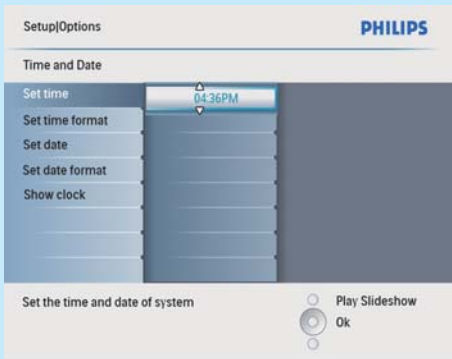 Setup|Options
PHILIPS
Time and Date
Set time
04:36PM
Set time format
Set date
Set date format
Show clock
Set the time and date of system
Play Slideshow
Ok